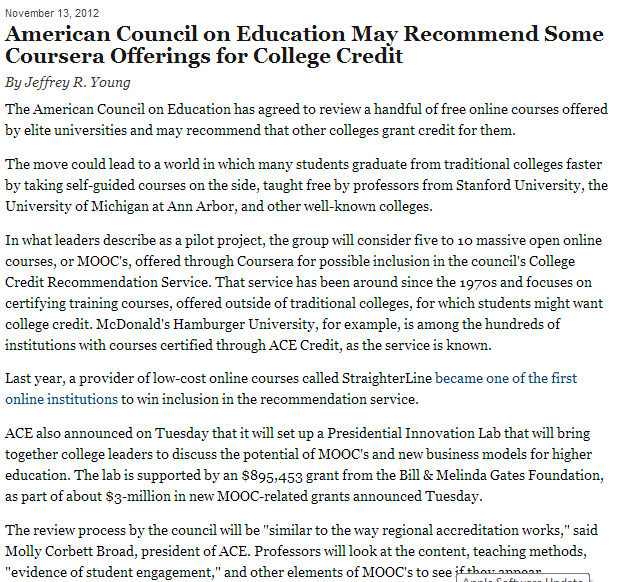 November 13, 2012
American Council on Education May Recommend Some
Coursera Offerings for College Credit
By Jeffrey R. Young
The American Council on Education has agreed to review a handful of free online courses offered
by elite universities and may recommend that other colleges grant credit for them.
The move could lead to a world in which many students graduate from traditional colleges faster
by taking self-guided courses on the side, taught free by professors from Stanford University, the
University of Michigan at Ann Arbor, and other well-known colleges.
In what leaders describe as a pilot project, the group will consider five to 10 massive open online
courses, or MOOC's, offered through Coursera for possible inclusion in the council's College
Credit Recommendation Service. That service has been around since the 1970s and focuses on
certifying training courses, offered outside of traditional colleges, for which students might want
college credit. McDonald's Hamburger University, for example, is among the hundreds of
institutions with courses certified through ACE Credit, as the service is known.
Last year, a provider of low-cost online courses called StraighterLine became one of the first
online institutions to win inclusion in the recommendation service.
ACE also announced on Tuesday that it will set up a Presidential Innovation Lab that will bring
together college leaders to discuss the potential of MOOC's and new business models for higher
education. The lab is supported by an $895,453 grant from the Bill & Melinda Gates Foundation,
as part of about $3-million in new MOOC-related grants announced Tuesday.
The review process by the council will be "similar to the way regional accreditation works," said
Molly Corbett Broad, president of ACE. Professors will look at the content, teaching methods,
"evidence of student engagement," and other elements of MOOC's to see if they appear
Apple Software Update